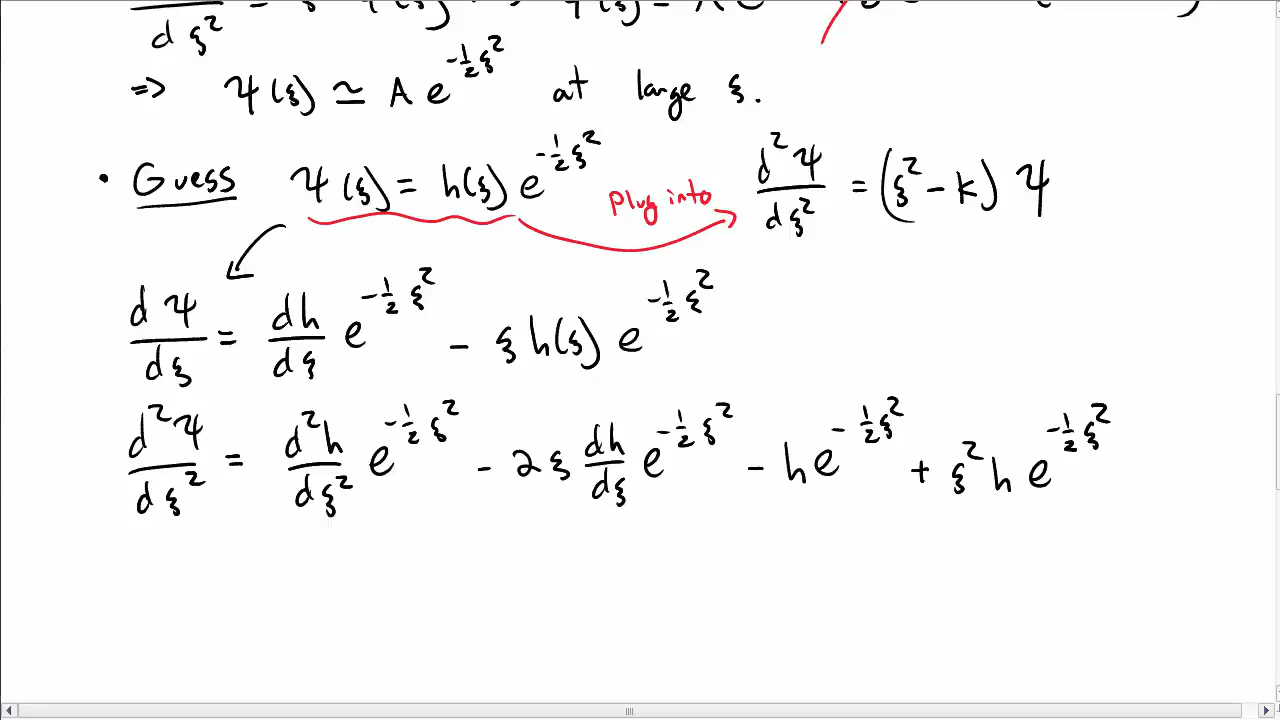 dξ²
=> Ψ(ξ) ≃ A e^{-½ξ²} at large ξ.
• Guess Ψ(ξ) = h(ξ) e^{-½ξ²} plug into d²Ψ/dξ² = (ξ² - k) Ψ
dΨ/dξ = dh/dξ e^{-½ξ²} - ξ h(ξ) e^{-½ξ²}
d²Ψ/dξ² = d²h/dξ² e^{-½ξ²} - 2ξ dh/dξ e^{-½ξ²} - h e^{-½ξ²} + ξ² h e^{-½ξ²}